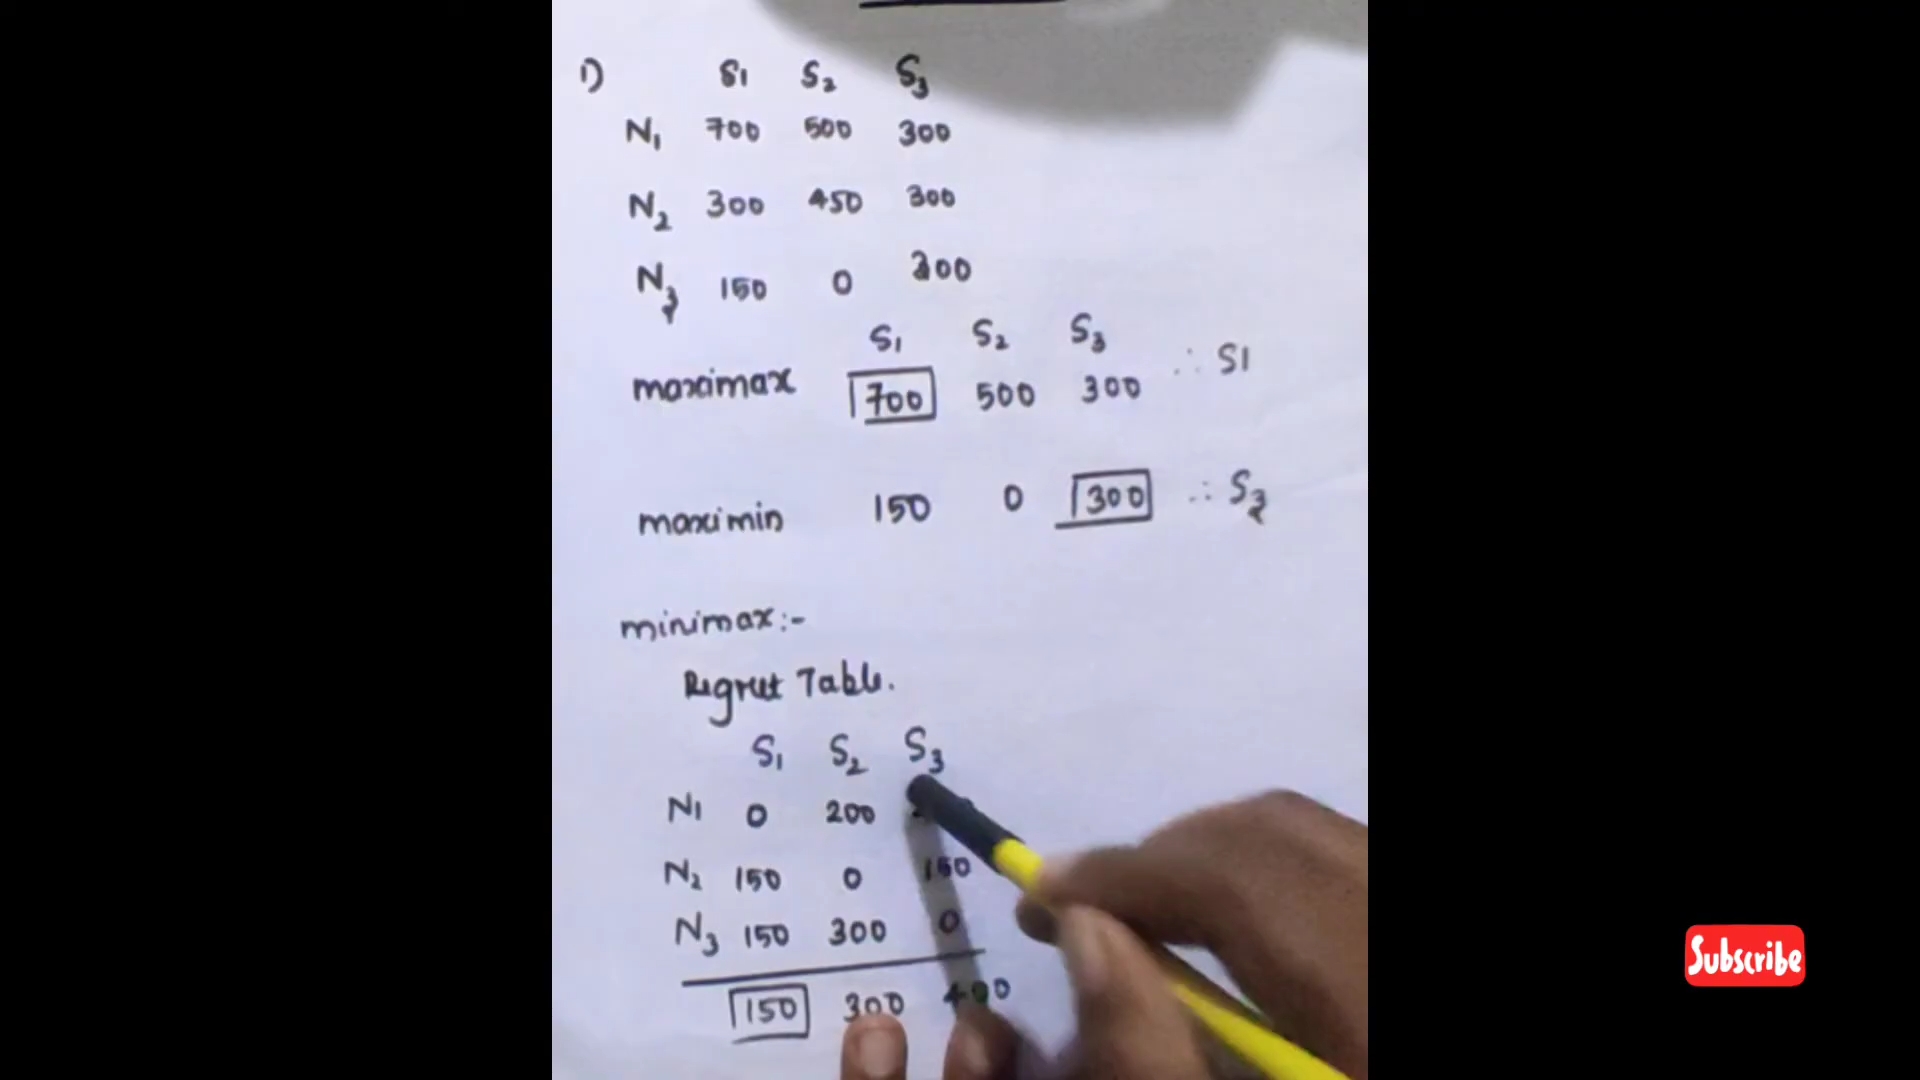 1) S1 S2 S3
N1 700 500 300
N2 300 450 300
N3 150 0 300
S1 S2 S3
maximax 700 500 300 ∴ S1
maximin 150 0 300 ∴ S3
minimax:-
Regret Table.
S1 S2 S3
N1 0 200
N2 150 0 150
N3 150 300 0
150 300 400
Subscribe